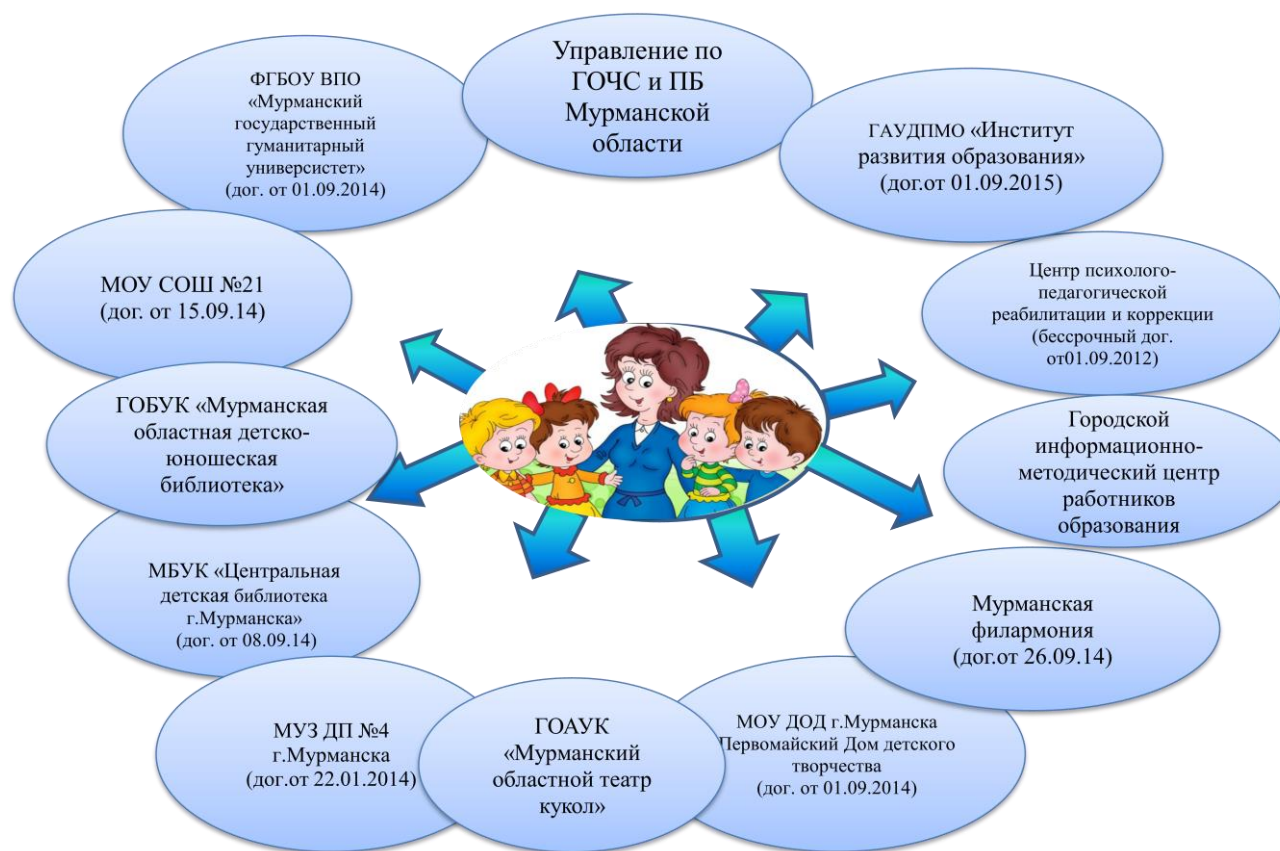 Управление по
ГОЧС и ПБ
Мурманской
области
ГАУДПМО «Институт
развития образования»
(дог.от 01.09.2015)
Центр психолого-
педагогической
реабилитации и коррекции
(бессрочный дог.
от01.09.2012)
Городской
информационно-
методический центр
работников
образования
Мурманская
филармония
(дог.от 26.09.14)
МОУ ДОД г.Мурманска
Первомайский Дом детского
творчества
(дог. от 01.09.2014)
ГОАУК
«Мурманский
областной театр
кукол»
МУЗ ДП №4
г.Мурманска
(дог.от 22.01.2014)
МБУК «Центральная
детская библиотека
г.Мурманска»
(дог. от 08.09.14)
ГОБУК «Мурманская
областная детско-
юношеская
библиотека»
МОУ СОШ №21
(дог. от 15.09.14)
ФГБОУ ВПО
«Мурманский
государственный
гуманитарный
универсистет»
(дог. от 01.09.2014)